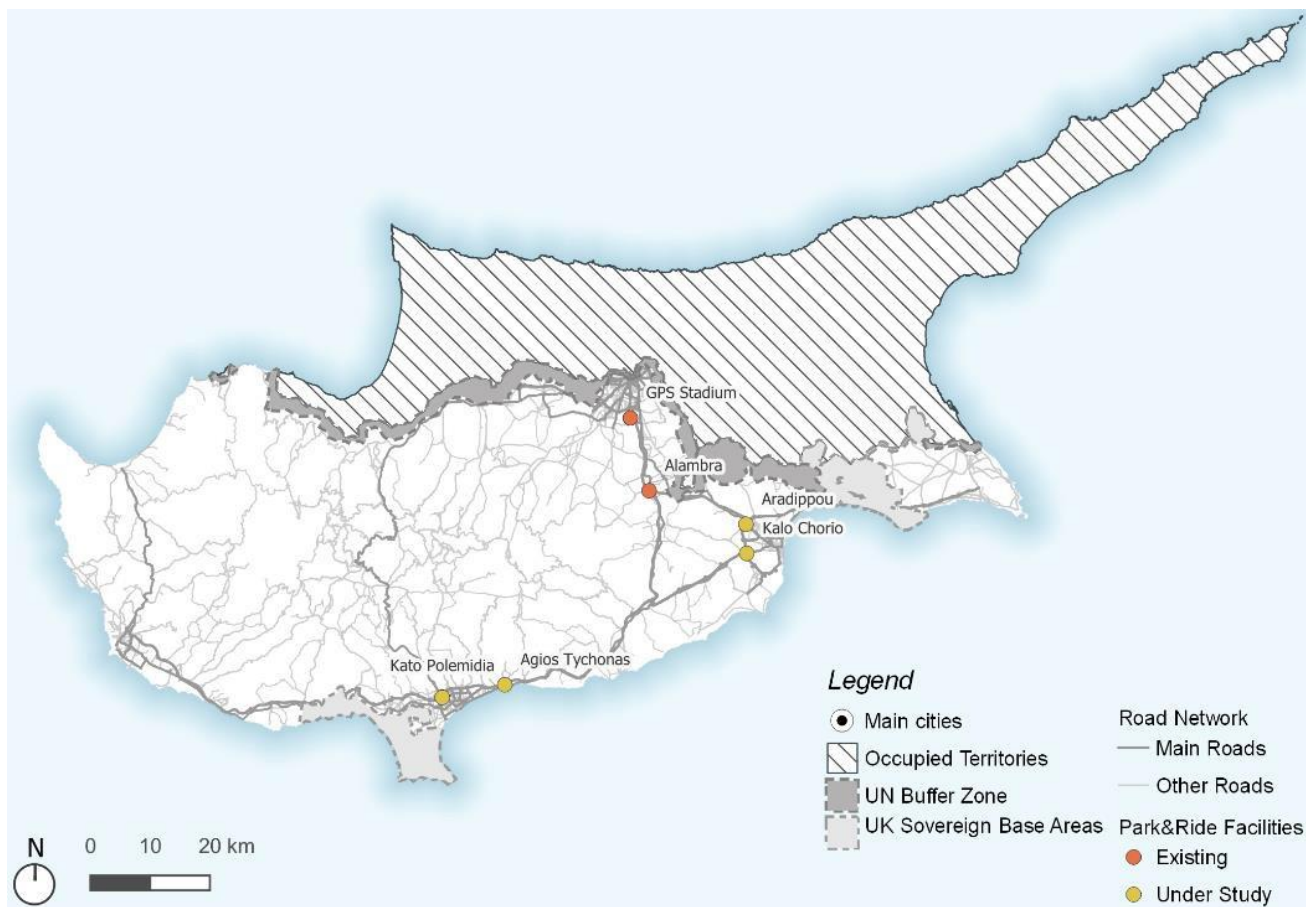 GPS Stadium
Alambra
Aradippou
Kalo Chorio
Kato Polemidia
Agios Tychonas
Legend
Main cities
Occupied Territories
UN Buffer Zone
UK Sovereign Base Areas
Road Network
Main Roads
Other Roads
Park&Ride Facilities
Existing
Under Study
N
0 10 20 km